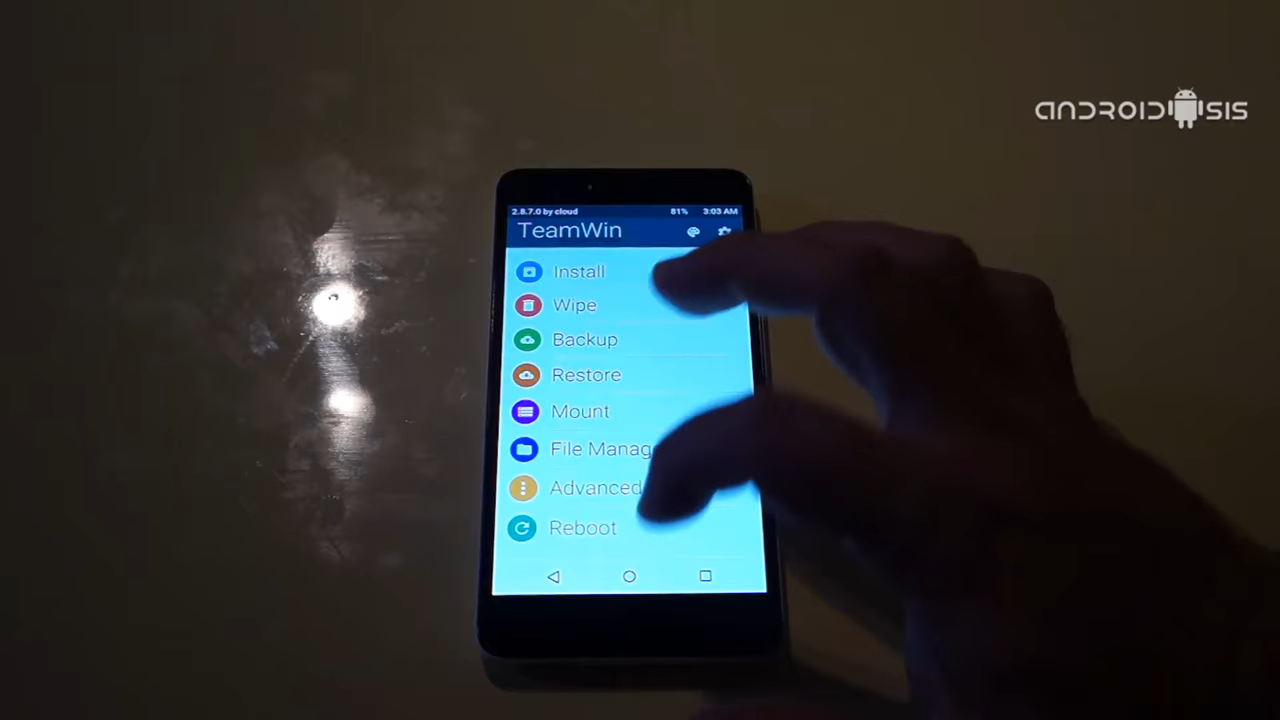 ANDROIDSIS
2.8.7.0 by cloud 81% 3:03 AM
TeamWin
Install
Wipe
Backup
Restore
Mount
File Manag
Advanced
Reboot